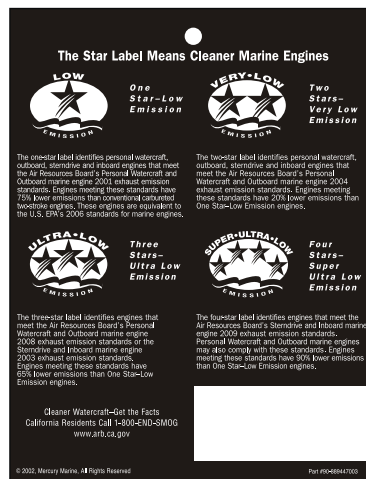 The Star Label Means Cleaner Marine Engines
LOW
EMISSION
One
Star–Low
Emission
VERY•LOW
EMISSION
Two
Stars–
Very Low
Emission
The one-star label identifies personal watercraft,
outboard, sterndrive and inboard engines that meet
the Air Resources Board's Personal Watercraft and
Outboard marine engine 2001 exhaust emission
standards. Engines meeting these standards have
75% lower emissions than conventional carbureted
two-stroke engines. These engines are equivalent to
the U.S. EPA's 2006 standards for marine engines.
The two-star label identifies personal watercraft,
outboard, sterndrive and inboard engines that meet
the Air Resources Board's Personal
Watercraft and Outboard marine engine 2004
exhaust emission standards. Engines meeting
these standards have 20% lower emissions than
One Star–Low Emission engines.
ULTRA•LOW
EMISSION
Three
Stars–
Ultra Low
Emission
SUPER•ULTRA•LOW
EMISSION
Four
Stars–
Super
Ultra Low
Emission
The three-star label identifies engines that
meet the Air Resources Board's Personal
Watercraft and Outboard marine engine
2008 exhaust emission standards or the
Sterndrive and Inboard marine engine
2003 exhaust emission standards.
Engines meeting these standards have
65% lower emissions than One Star–Low
Emission engines.
The four-star label identifies engines that meet the
Air Resources Board's Sterndrive and Inboard marine
engine 2009 exhaust emission standards.
Personal Watercraft and Outboard marine engines
may also comply with these standards. Engines
meeting these standards have 90% lower emissions
than One Star–Low Emission engines.
Cleaner Watercraft–Get the Facts
California Residents Call 1-800-END-SMOG
www.arb.ca.gov
© 2002, Mercury Marine, All Rights Reserved
Part #90-889447003